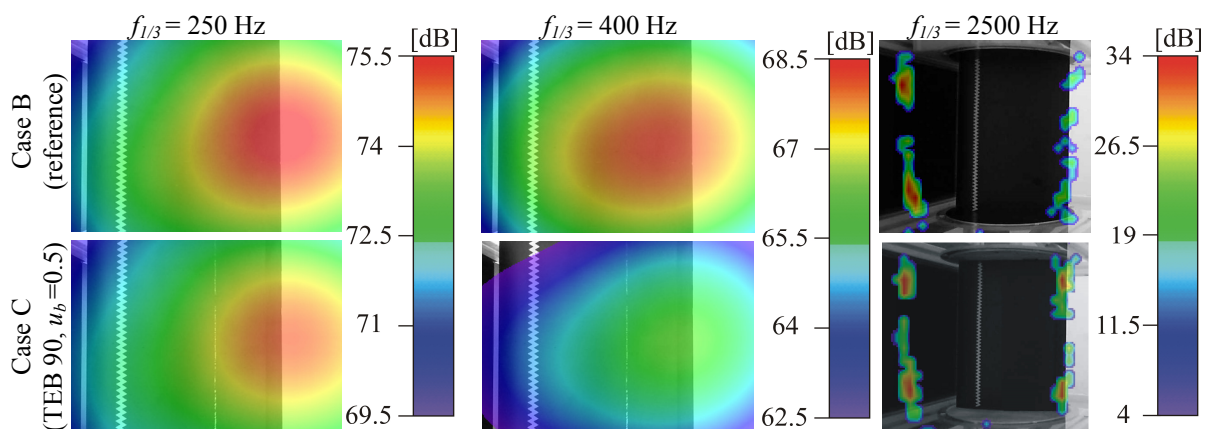 f1/3 = 250 Hz
f1/3 = 400 Hz
f1/3 = 2500 Hz
Case B
(reference)
Case C
(TEB 90, ub=0.5)
[dB]
75.5
74
72.5
71
69.5
[dB]
68.5
67
65.5
64
62.5
[dB]
34
26.5
19
11.5
4